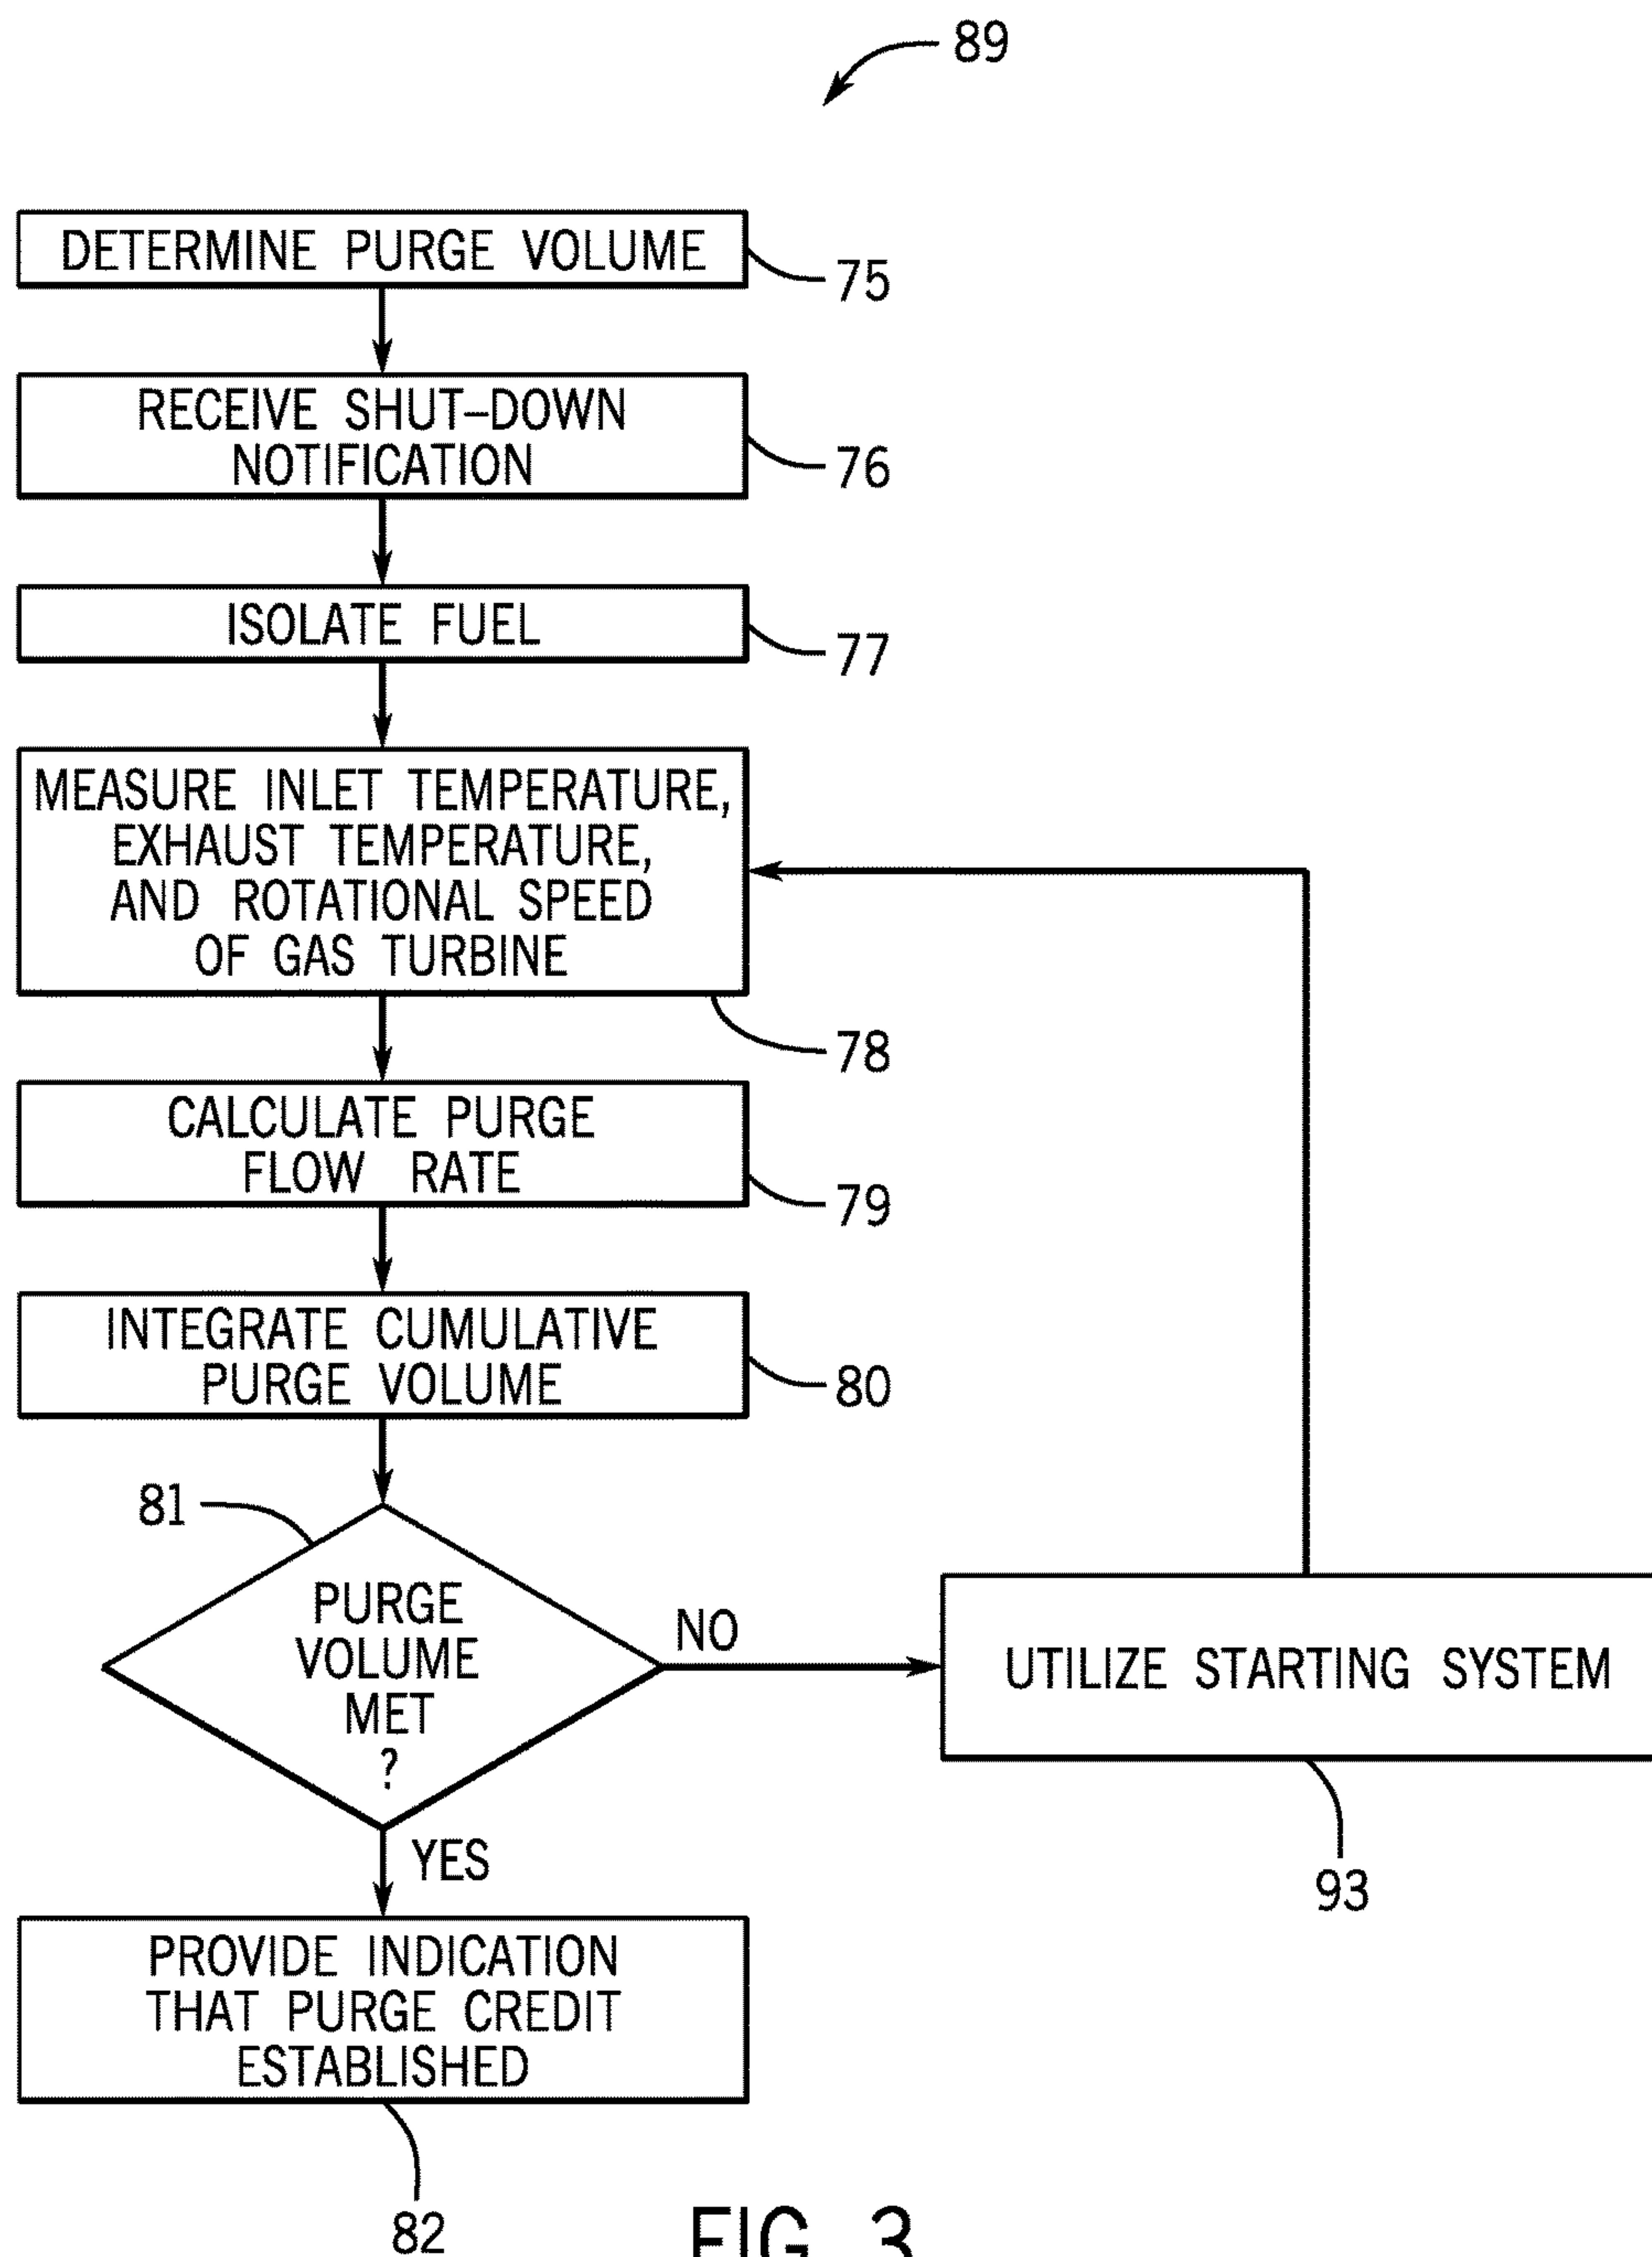 89
DETERMINE PURGE VOLUME
75
RECEIVE SHUT–DOWN
NOTIFICATION
76
ISOLATE FUEL
77
MEASURE INLET TEMPERATURE,
EXHAUST TEMPERATURE,
AND ROTATIONAL SPEED
OF GAS TURBINE
78
CALCULATE PURGE
FLOW RATE
79
INTEGRATE CUMULATIVE
PURGE VOLUME
80
81
PURGE
VOLUME
MET
?
NO
UTILIZE STARTING SYSTEM
93
YES
PROVIDE INDICATION
THAT PURGE CREDIT
ESTABLISHED
82
FIG. 3